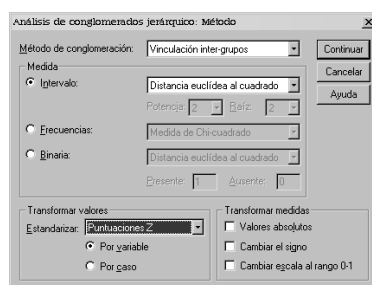 Análisis de conglomerados jerárquico: Método
Método de conglomeración: Vinculación inter-grupos
Continuar
Medida
Cancelar
Intervalo: Distancia euclídea al cuadrado
Ayuda
Potencia: 2 Raíz: 2
Frecuencias: Medida de Chi-cuadrado
Binaria: Distancia euclídea al cuadrado
Presente: 1 Ausente: 0
Transformar valores
Estandarizar: Puntuaciones Z
Por variable
Por caso
Transformar medidas
Valores absolutos
Cambiar el signo
Cambiar escala al rango 0-1